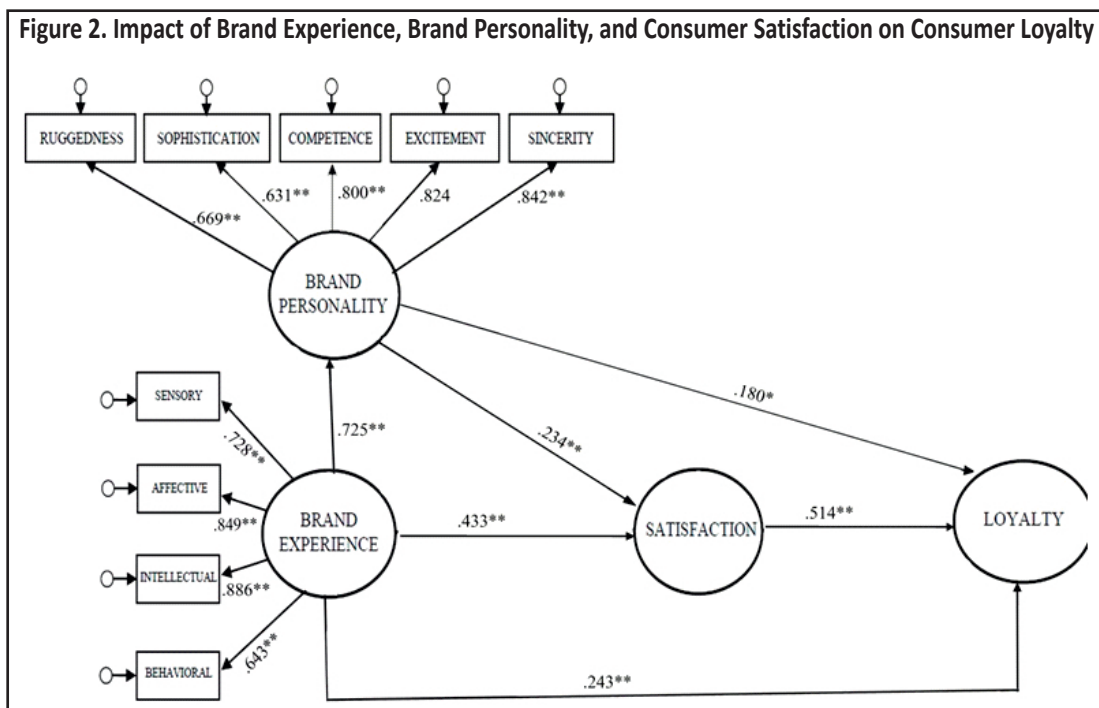 Figure 2. Impact of Brand Experience, Brand Personality, and Consumer Satisfaction on Consumer Loyalty
RUGGEDNESS
SOPHISTICATION
COMPETENCE
EXCITEMENT
SINCERITY
.669**
.631**
.800**
.824
.842**
BRAND
PERSONALITY
SENSORY
.728**
.725**
.234**
.180*
AFFECTIVE
.849**
BRAND
EXPERIENCE
.433**
SATISFACTION
.514**
LOYALTY
INTELLECTUAL
.886**
.643**
BEHAVIORAL
.243**